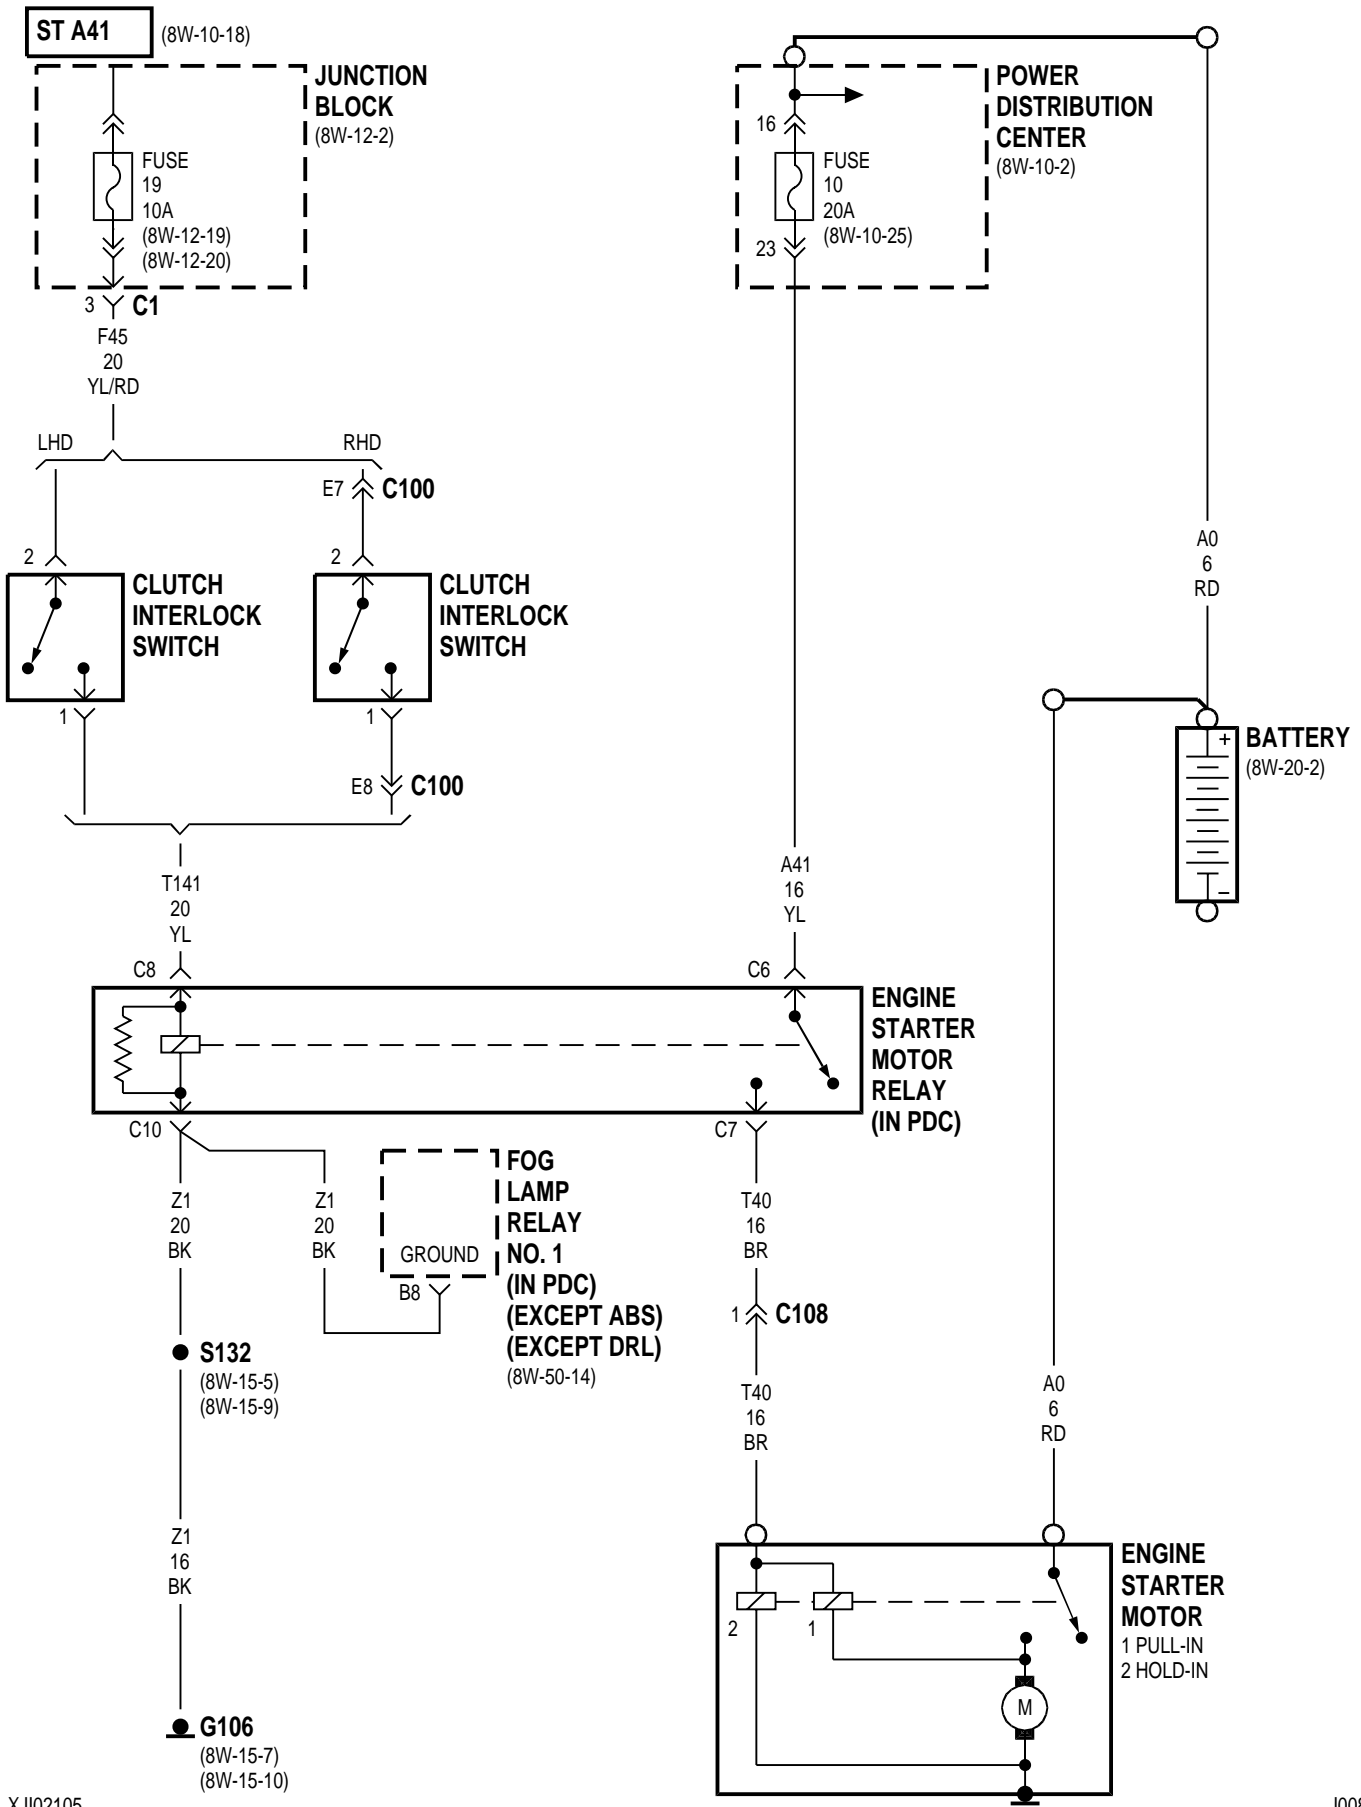 ST A41
(8W-10-18)
JUNCTION
BLOCK
(8W-12-2)
FUSE
19
10A
(8W-12-19)
(8W-12-20)
3
C1
F45
20
YL/RD
POWER
DISTRIBUTION
CENTER
(8W-10-2)
16
FUSE
10
20A
(8W-10-25)
23
LHD
RHD
E7
C100
2
CLUTCH
INTERLOCK
SWITCH
1
2
CLUTCH
INTERLOCK
SWITCH
1
E8
C100
A0
6
RD
+
BATTERY
(8W-20-2)
–
T141
20
YL
C8
A41
16
YL
C6
ENGINE
STARTER
MOTOR
RELAY
(IN PDC)
C10
C7
Z1
20
BK
Z1
20
BK
GROUND
B8
FOG
LAMP
RELAY
NO. 1
(IN PDC)
(EXCEPT ABS)
(EXCEPT DRL)
(8W-50-14)
T40
16
BR
1
C108
T40
16
BR
A0
6
RD
S132
(8W-15-5)
(8W-15-9)
Z1
16
BK
G106
(8W-15-7)
(8W-15-10)
2
1
M
ENGINE
STARTER
MOTOR
1 PULL-IN
2 HOLD-IN